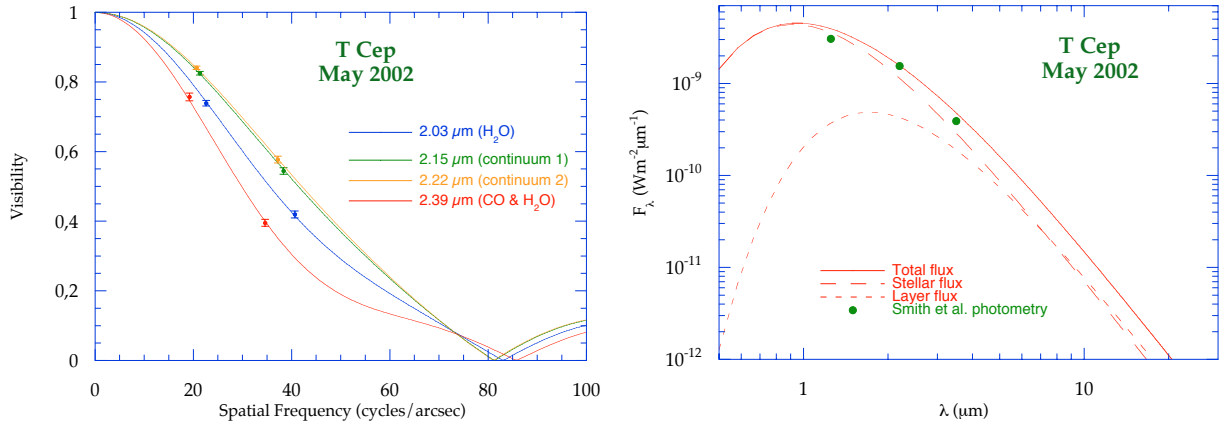 T Cep
May 2002
2.03 µm (H₂O)
2.15 µm (continuum 1)
2.22 µm (continuum 2)
2.39 µm (CO & H₂O)
Visibility
1
0,8
0,6
0,4
0,2
0
0 20 40 60 80 100
Spatial Frequency (cycles/arcsec)
T Cep
May 2002
F_λ (Wm⁻²µm⁻¹)
10⁻⁹
10⁻¹⁰
10⁻¹¹
10⁻¹²
Total flux
Stellar flux
Layer flux
Smith et al. photometry
1 10
λ (µm)